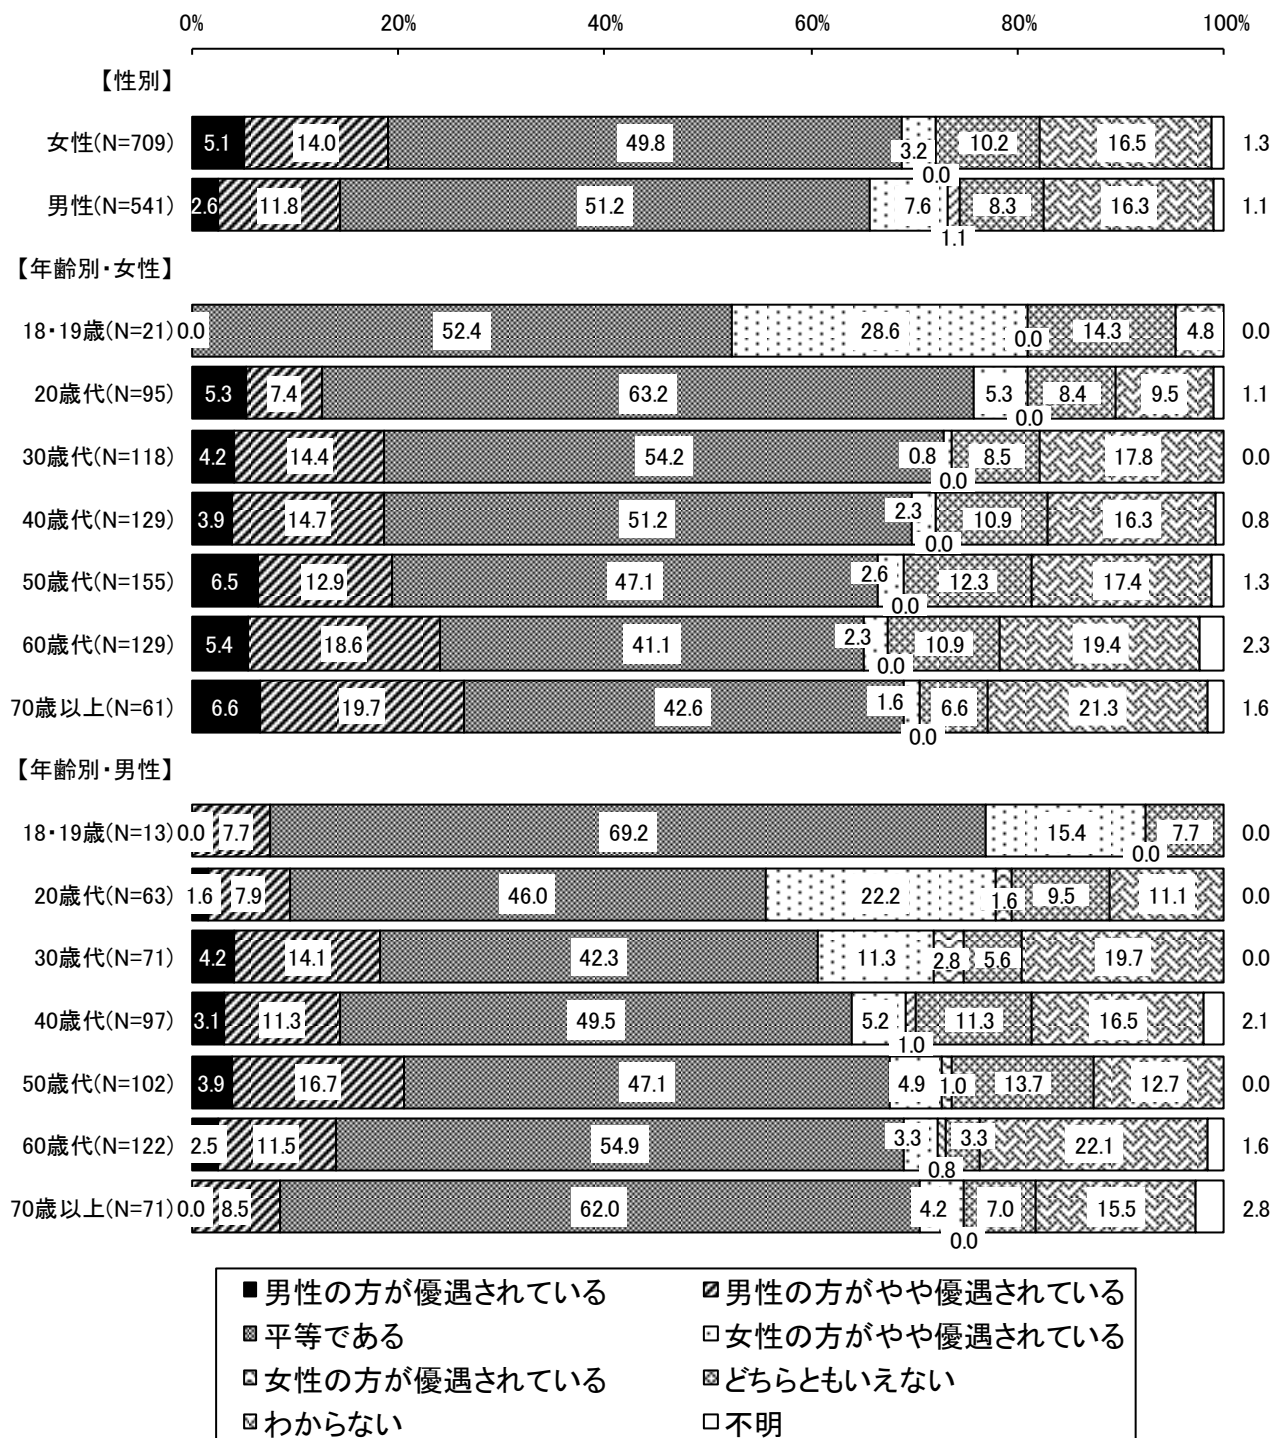 0% 20% 40% 60% 80% 100%
【性別】
女性(N=709) 5.1 14.0 49.8 3.2 0.0 10.2 16.5 1.3
男性(N=541) 2.6 11.8 51.2 7.6 1.1 8.3 16.3 1.1
【年齢別・女性】
18・19歳(N=21) 0.0 52.4 28.6 0.0 14.3 4.8 0.0
20歳代(N=95) 5.3 7.4 63.2 5.3 0.0 8.4 9.5 1.1
30歳代(N=118) 4.2 14.4 54.2 0.8 0.0 8.5 17.8 0.0
40歳代(N=129) 3.9 14.7 51.2 2.3 0.0 10.9 16.3 0.8
50歳代(N=155) 6.5 12.9 47.1 2.6 0.0 12.3 17.4 1.3
60歳代(N=129) 5.4 18.6 41.1 2.3 0.0 10.9 19.4 2.3
70歳以上(N=61) 6.6 19.7 42.6 1.6 0.0 6.6 21.3 1.6
【年齢別・男性】
18・19歳(N=13) 0.0 7.7 69.2 15.4 0.0 7.7 0.0
20歳代(N=63) 1.6 7.9 46.0 22.2 1.6 9.5 11.1 0.0
30歳代(N=71) 4.2 14.1 42.3 11.3 2.8 5.6 19.7 0.0
40歳代(N=97) 3.1 11.3 49.5 5.2 1.0 11.3 16.5 2.1
50歳代(N=102) 3.9 16.7 47.1 4.9 1.0 13.7 12.7 0.0
60歳代(N=122) 2.5 11.5 54.9 3.3 0.8 3.3 22.1 1.6
70歳以上(N=71) 0.0 8.5 62.0 4.2 0.0 7.0 15.5 2.8
男性の方が優遇されている 男性の方がやや優遇されている
平等である 女性の方がやや優遇されている
女性の方が優遇されている どちらともいえない
わからない 不明